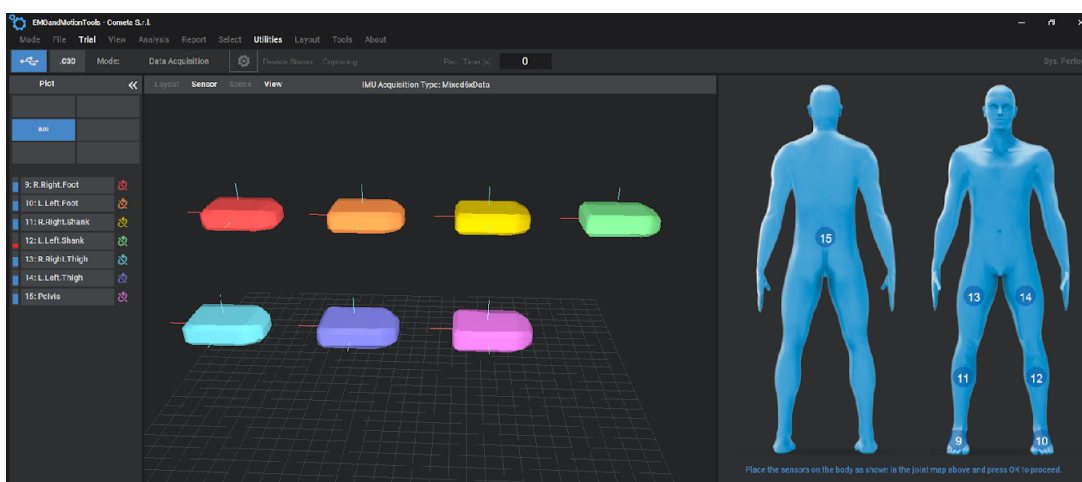 EMGandMotionTools - Cometa S.r.l.
Mode File Trial View Analysis Report Select Utilities Layout Tools About
.c3D Mode: Data Acquisition Device Status: Capturing Rec. Time [s] 0 Sys. Perfor
Plot
Layout Sensor Scene View IMU Acquisition Type: Mixed6xData
IMU
9: R.Right.Foot
10: L.Left.Foot
11: R.Right.Shank
12: L.Left.Shank
13: R.Right.Thigh
14: L.Left.Thigh
15: Pelvis
15
13 14
11 12
9 10
Place the sensors on the body as shown in the joint map above and press OK to proceed.